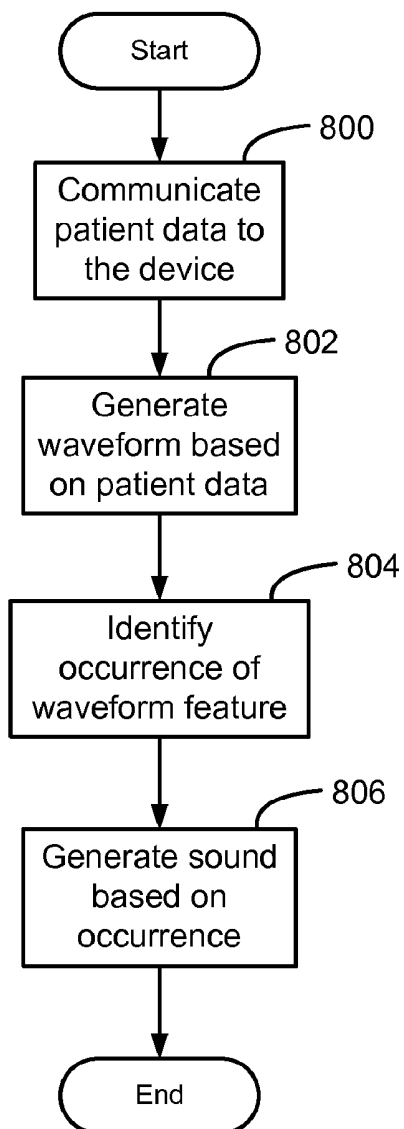 Start
800
Communicate
patient data to
the device
802
Generate
waveform based
on patient data
804
Identify
occurrence of
waveform feature
806
Generate sound
based on
occurrence
End